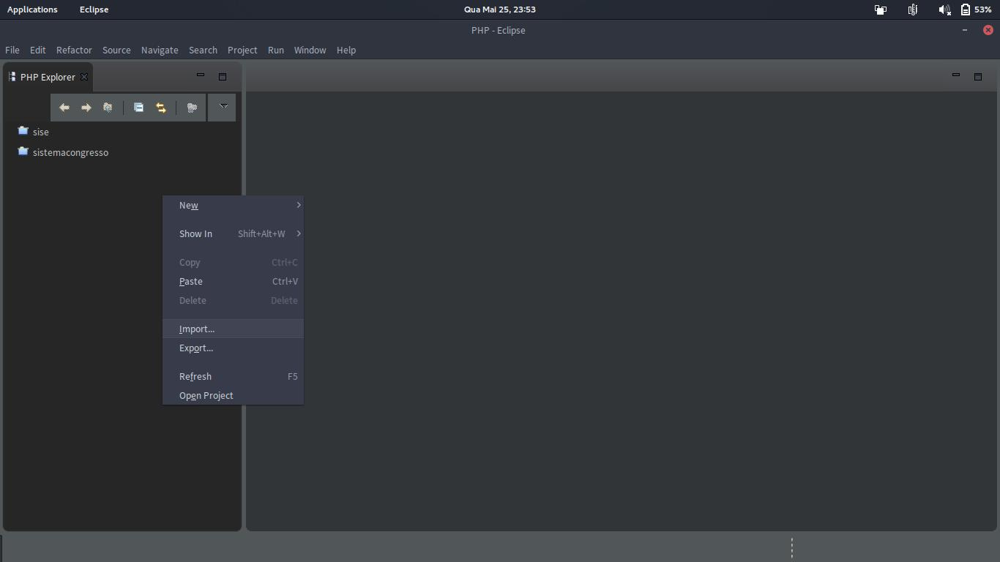 Applications Eclipse Qua Mai 25, 23:53 53%
PHP - Eclipse
File Edit Refactor Source Navigate Search Project Run Window Help
PHP Explorer
sise
sistemacongresso
New
Show In Shift+Alt+W
Copy Ctrl+C
Paste Ctrl+V
Delete Delete
Import...
Export...
Refresh F5
Open Project